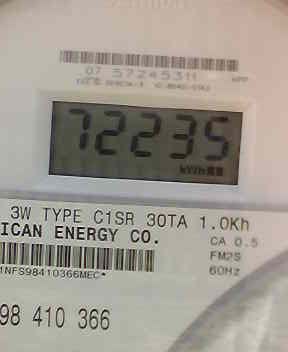 07 57245311
72235
kWh
3W TYPE C1SR 30TA 1.0Kh
ICAN ENERGY CO.
CA 0.5
FM2S
60Hz
1NFS98410366MEC*
98 410 366